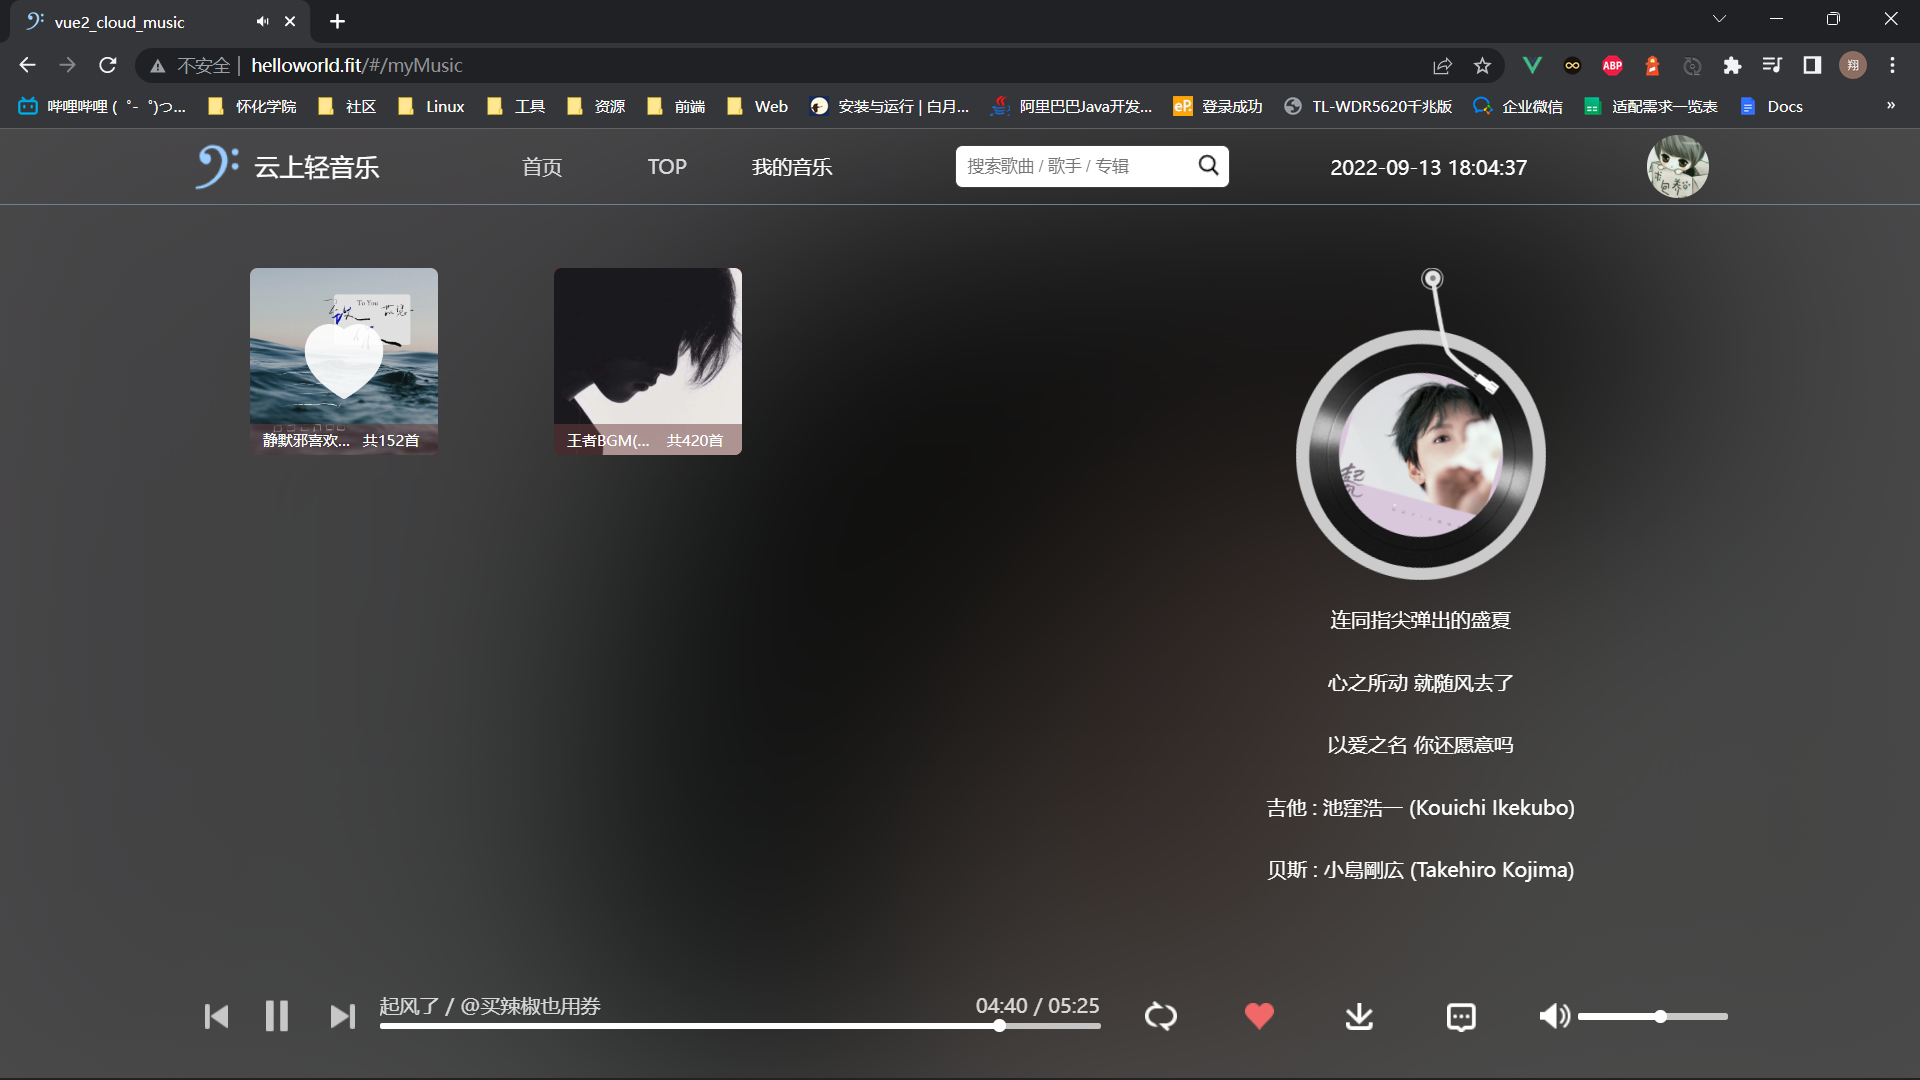 vue2_cloud_music
不安全 | helloworld.fit/#/myMusic
ABP
翔
哔哩哔哩 (゜-゜)つ... 怀化学院 社区 Linux 工具 资源 前端 Web 安装与运行 | 白月... 阿里巴巴Java开发... eP. 登录成功 TL-WDR5620千兆版 企业微信 适配需求一览表 Docs »
云上轻音乐 首页 TOP 我的音乐 搜索歌曲 / 歌手 / 专辑 2022-09-13 18:04:37
To You
静默邪喜欢... 共152首
王者BGM(... 共420首
连同指尖弹出的盛夏
心之所动 就随风去了
以爱之名 你还愿意吗
吉他 : 池窪浩一 (Kouichi Ikekubo)
贝斯 : 小島剛広 (Takehiro Kojima)
起风了 / @买辣椒也用券 04:40 / 05:25